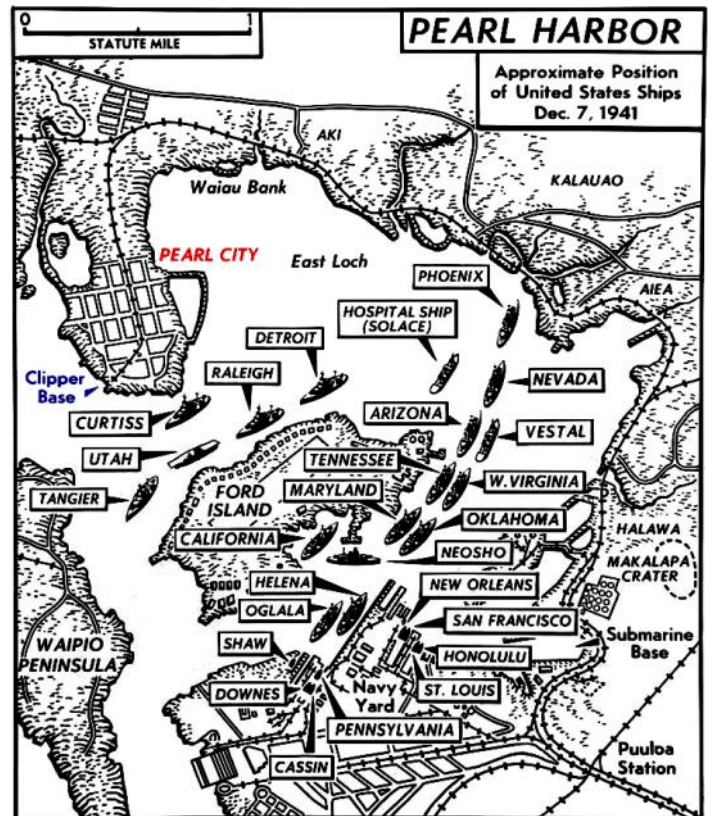 0 1
STATUTE MILE
PEARL HARBOR
Approximate Position
of United States Ships
Dec. 7, 1941
AKI
KALAUAO
Waiau Bank
PEARL CITY
East Loch
PHOENIX
AIEA
HOSPITAL SHIP
(SOLACE)
DETROIT
Clipper
Base
RALEIGH
NEVADA
CURTISS
ARIZONA
VESTAL
UTAH
TENNESSEE
W.VIRGINIA
TANGIER
FORD
ISLAND
MARYLAND
OKLAHOMA
HALAWA
CALIFORNIA
NEOSHO
MAKALAPA
CRATER
HELENA
NEW ORLEANS
OGLALA
SAN FRANCISCO
WAIPIO
PENINSULA
SHAW
HONOLULU
Submarine
Base
DOWNES
Navy
Yard
ST. LOUIS
PENNSYLVANIA
CASSIN
Puuloa
Station